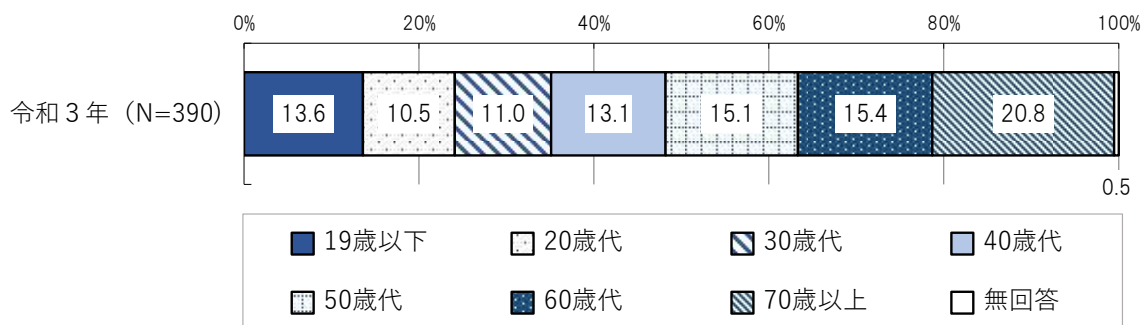 0% 20% 40% 60% 80% 100%
令和3年（N=390） 13.6 10.5 11.0 13.1 15.1 15.4 20.8
0.5
19歳以下 20歳代 30歳代 40歳代
50歳代 60歳代 70歳以上 無回答